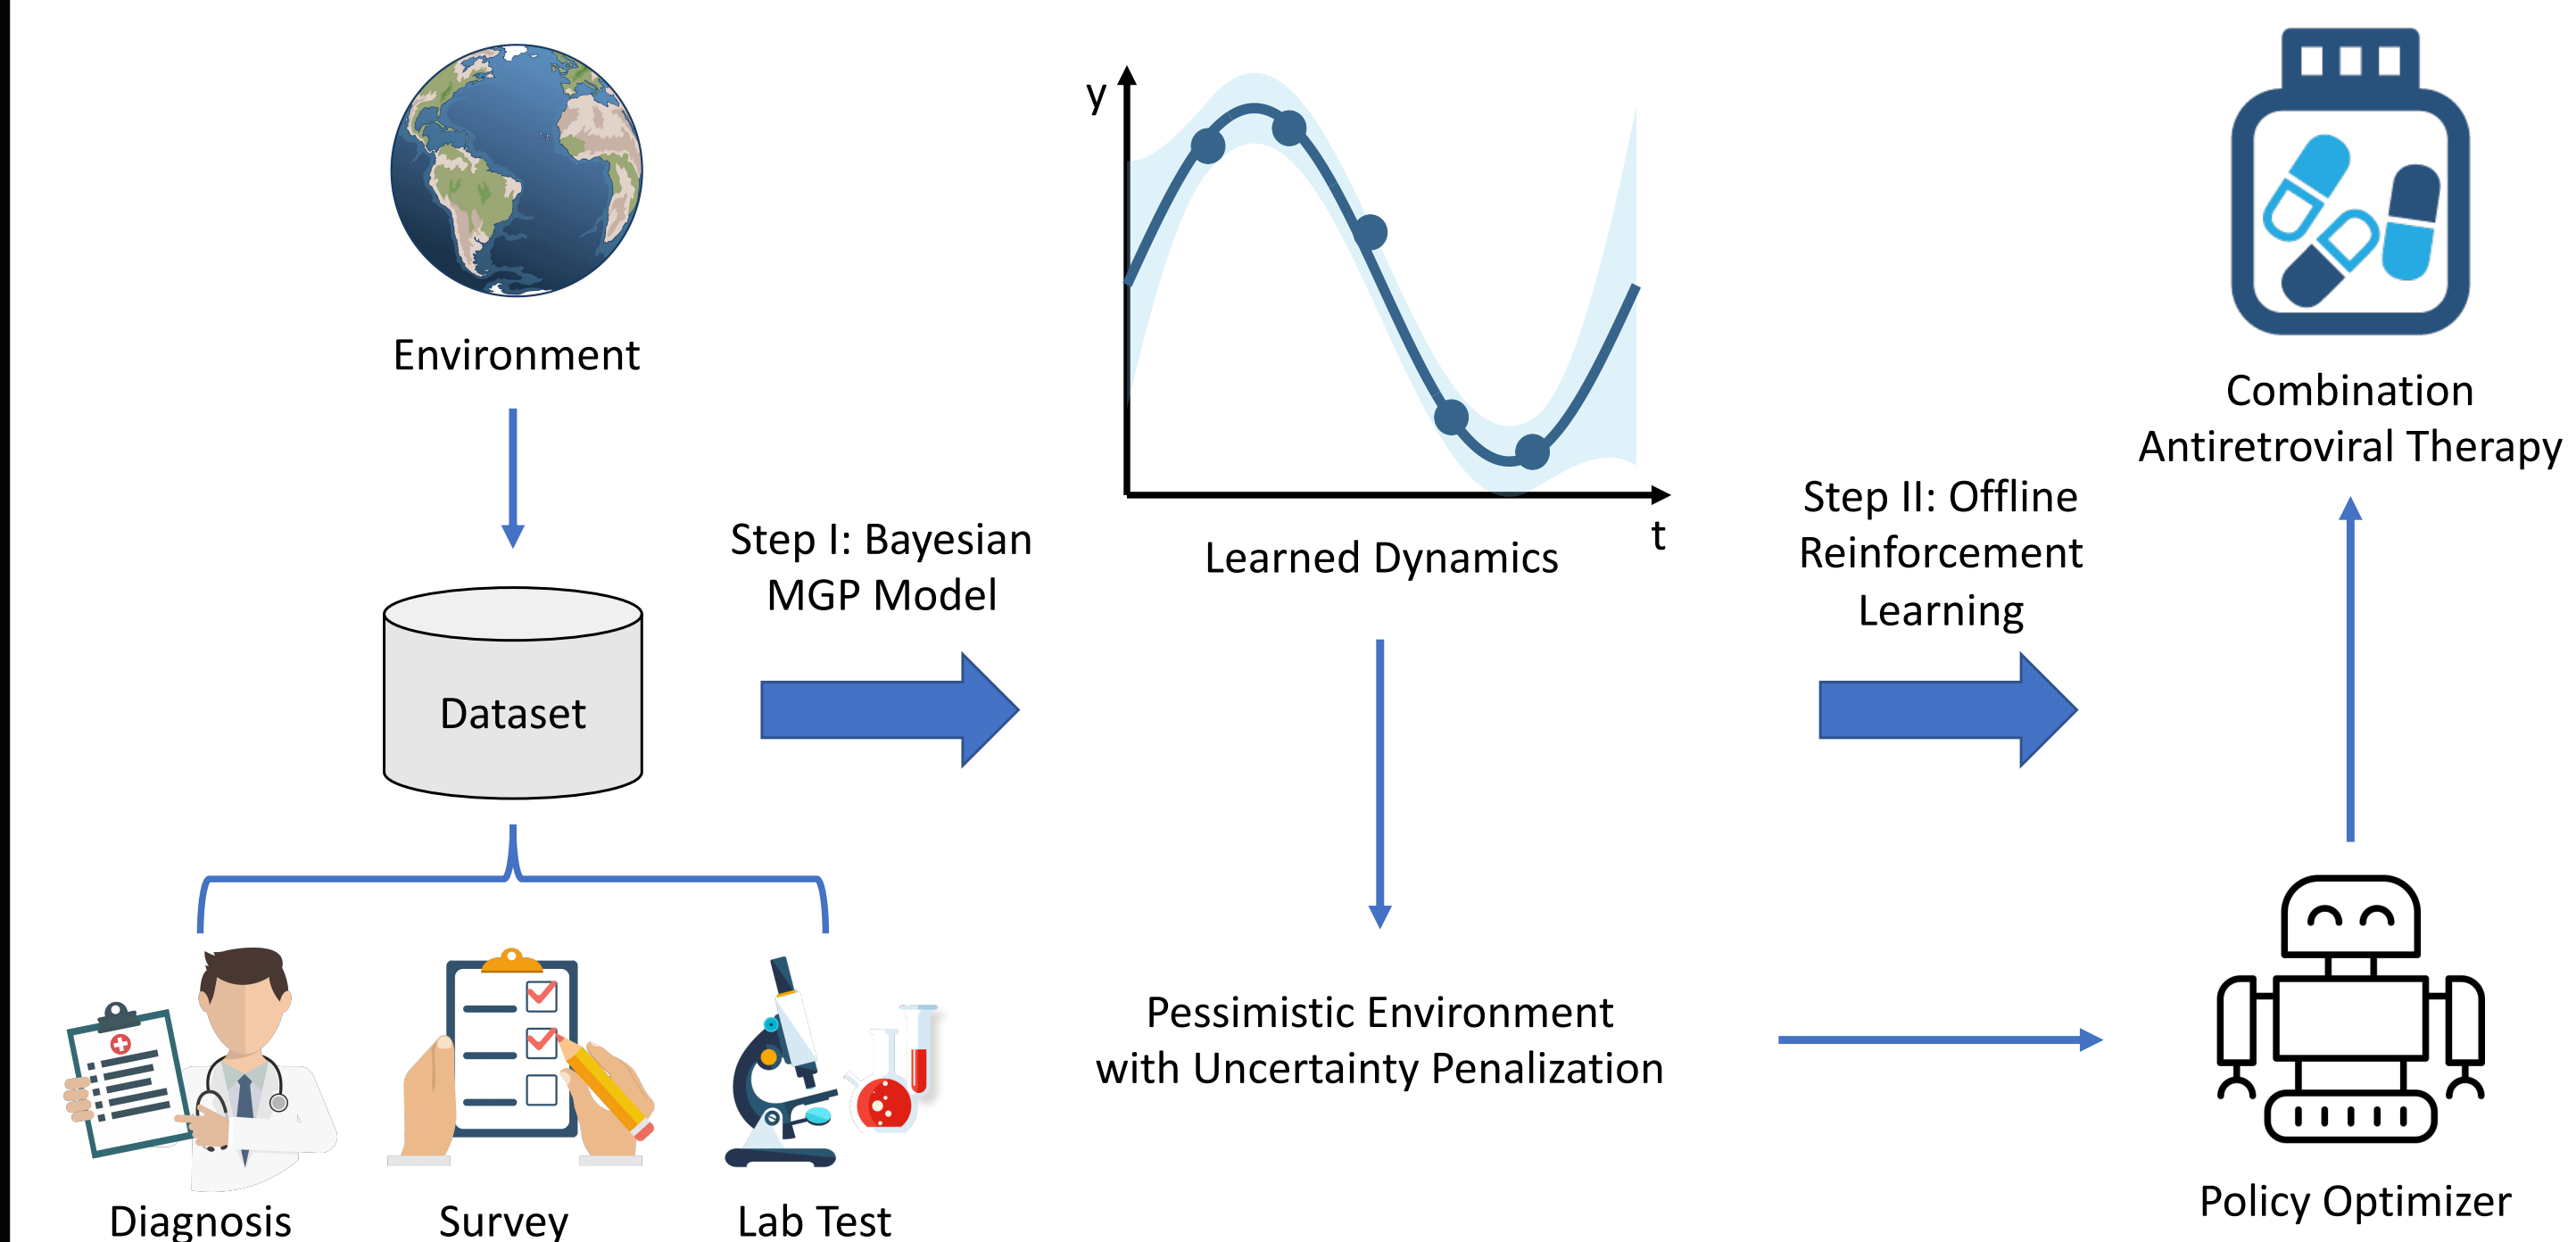 Environment
Dataset
Diagnosis
Survey
Lab Test
Step I: Bayesian
MGP Model
y
t
Learned Dynamics
Pessimistic Environment
with Uncertainty Penalization
Step II: Offline
Reinforcement
Learning
Combination
Antiretroviral Therapy
Policy Optimizer